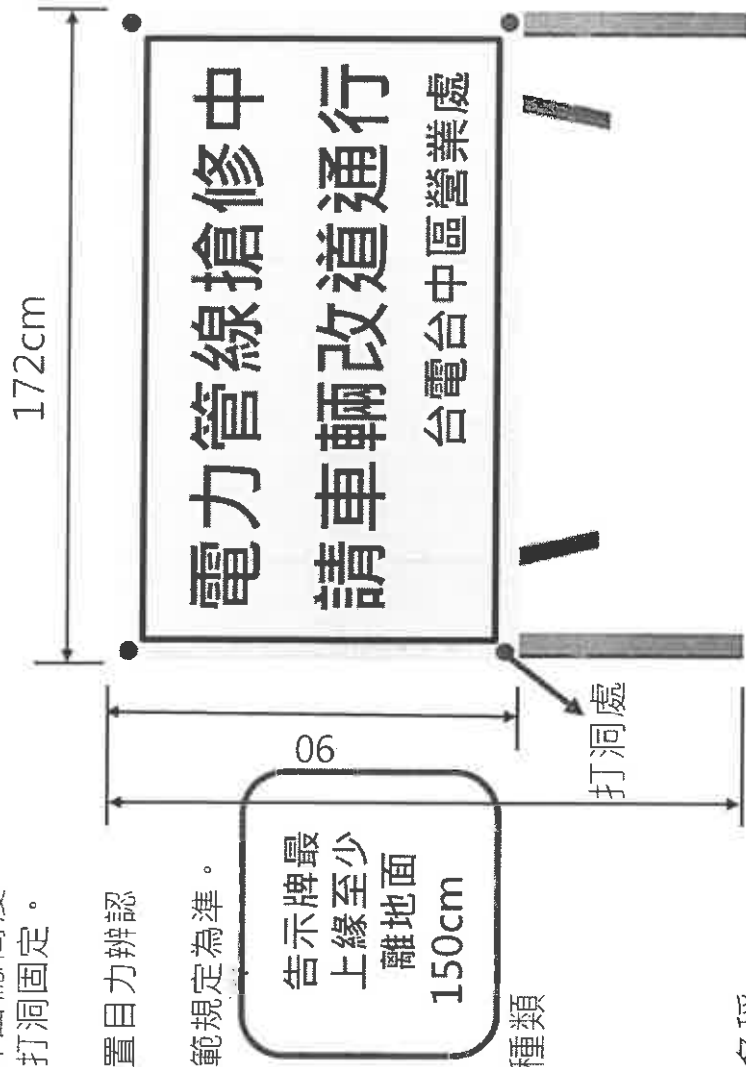 打洞固定。
置目力辨認
範規定為準。
種類
172cm
電力管線搶修中
請車輛改道通行
台電台中區營業處
90
告示牌最
上緣至少
離地面
150cm
打洞處